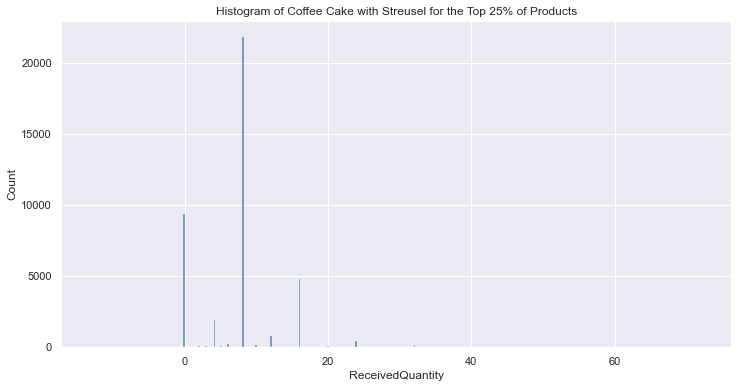 Histogram of Coffee Cake with Streusel for the Top 25% of Products
20000
15000
10000
5000
0
Count
0 20 40 60
ReceivedQuantity